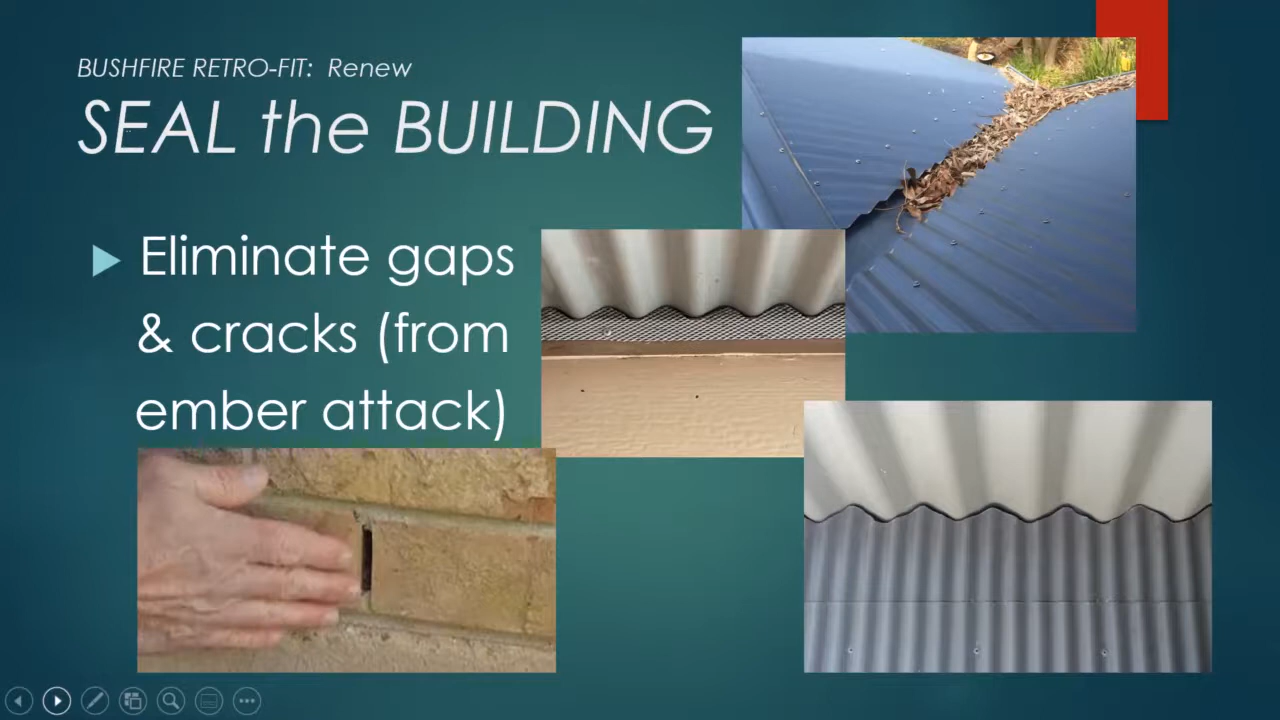 BUSHFIRE RETRO-FIT: Renew
SEAL the BUILDING
Eliminate gaps
& cracks (from
ember attack)